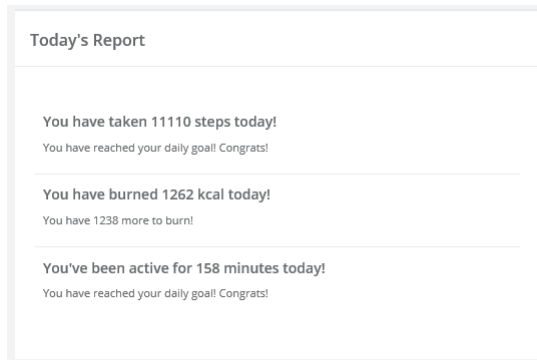 Today's Report
You have taken 11110 steps today!
You have reached your daily goal! Congrats!
You have burned 1262 kcal today!
You have 1238 more to burn!
You've been active for 158 minutes today!
You have reached your daily goal! Congrats!